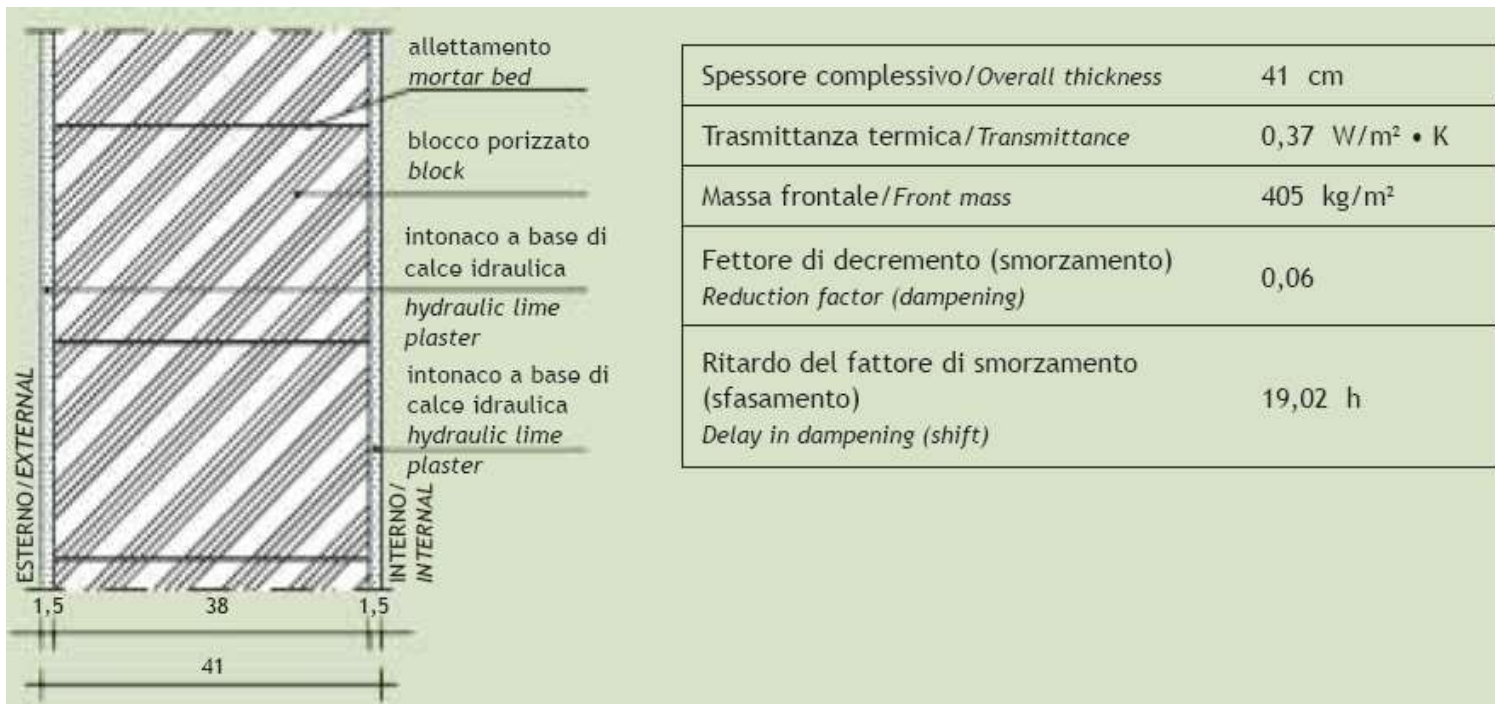 allettamento
mortar bed
blocco porizzato
block
intonaco a base di
calce idraulica
hydraulic lime
plaster
intonaco a base di
calce idraulica
hydraulic lime
plaster
ESTERNO/EXTERNAL
INTERNO/
INTERNAL
1,5 38 1,5
41
Spessore complessivo/Overall thickness 41 cm
Trasmittanza termica/Transmittance 0,37 W/m² • K
Massa frontale/Front mass 405 kg/m²
Fettore di decremento (smorzamento)
Reduction factor (dampening)
0,06
Ritardo del fattore di smorzamento
(sfasamento)
Delay in dampening (shift)
19,02 h